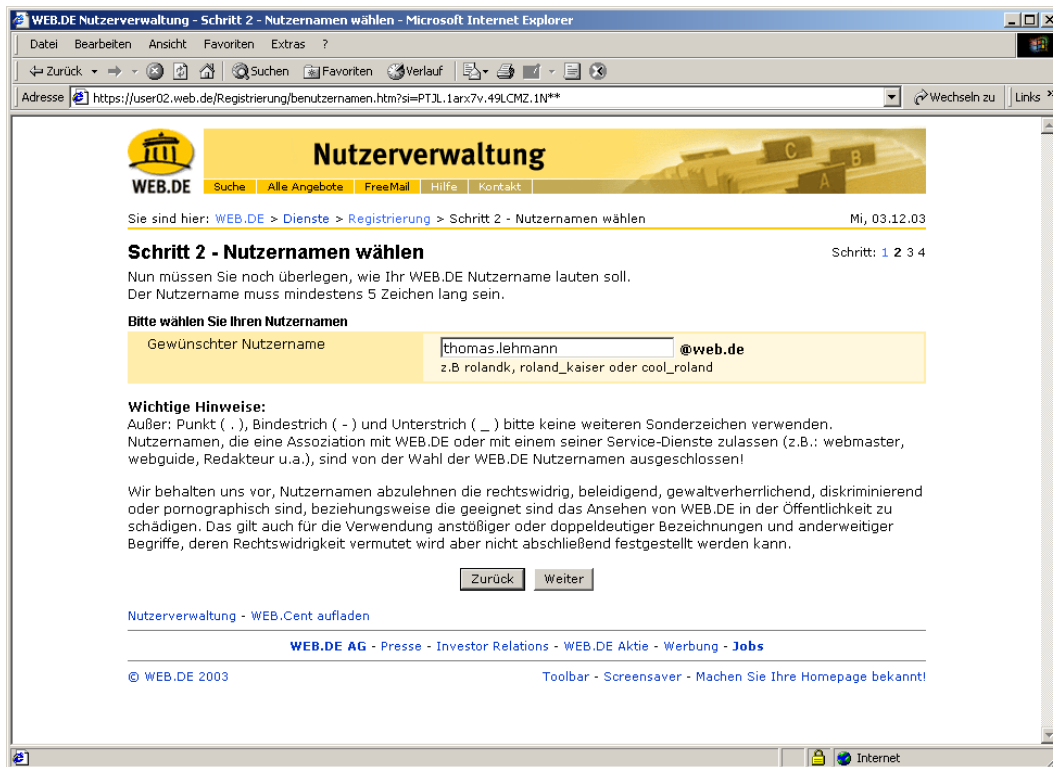 WEB.DE Nutzerverwaltung - Schritt 2 - Nutzernamen wählen - Microsoft Internet Explorer
Datei Bearbeiten Ansicht Favoriten Extras ?
Zurück Suchen Favoriten Verlauf
Adresse https://user02.web.de/Registrierung/benutzernamen.htm?si=PTJL.1arx7v.49LCMZ.1N** Wechseln zu Links »
WEB.DE
Nutzerverwaltung
C B A
Suche Alle Angebote FreeMail Hilfe Kontakt
Sie sind hier: WEB.DE > Dienste > Registrierung > Schritt 2 - Nutzernamen wählen Mi, 03.12.03
Schritt 2 - Nutzernamen wählen Schritt: 1 2 3 4
Nun müssen Sie noch überlegen, wie Ihr WEB.DE Nutzername lauten soll.
Der Nutzername muss mindestens 5 Zeichen lang sein.
Bitte wählen Sie Ihren Nutzernamen
Gewünschter Nutzername thomas.lehmann @web.de
z.B rolandk, roland_kaiser oder cool_roland
Wichtige Hinweise:
Außer: Punkt ( . ), Bindestrich ( - ) und Unterstrich ( _ ) bitte keine weiteren Sonderzeichen verwenden.
Nutzernamen, die eine Assoziation mit WEB.DE oder mit einem seiner Service-Dienste zulassen (z.B.: webmaster,
webguide, Redakteur u.a.), sind von der Wahl der WEB.DE Nutzernamen ausgeschlossen!
Wir behalten uns vor, Nutzernamen abzulehnen die rechtswidrig, beleidigend, gewaltverherrlichend, diskriminierend
oder pornographisch sind, beziehungsweise die geeignet sind das Ansehen von WEB.DE in der Öffentlichkeit zu
schädigen. Das gilt auch für die Verwendung anstößiger oder doppeldeutiger Bezeichnungen und anderweitiger
Begriffe, deren Rechtswidrigkeit vermutet wird aber nicht abschließend festgestellt werden kann.
Zurück Weiter
Nutzerverwaltung - WEB.Cent aufladen
WEB.DE AG - Presse - Investor Relations - WEB.DE Aktie - Werbung - Jobs
© WEB.DE 2003 Toolbar - Screensaver - Machen Sie Ihre Homepage bekannt!
Internet